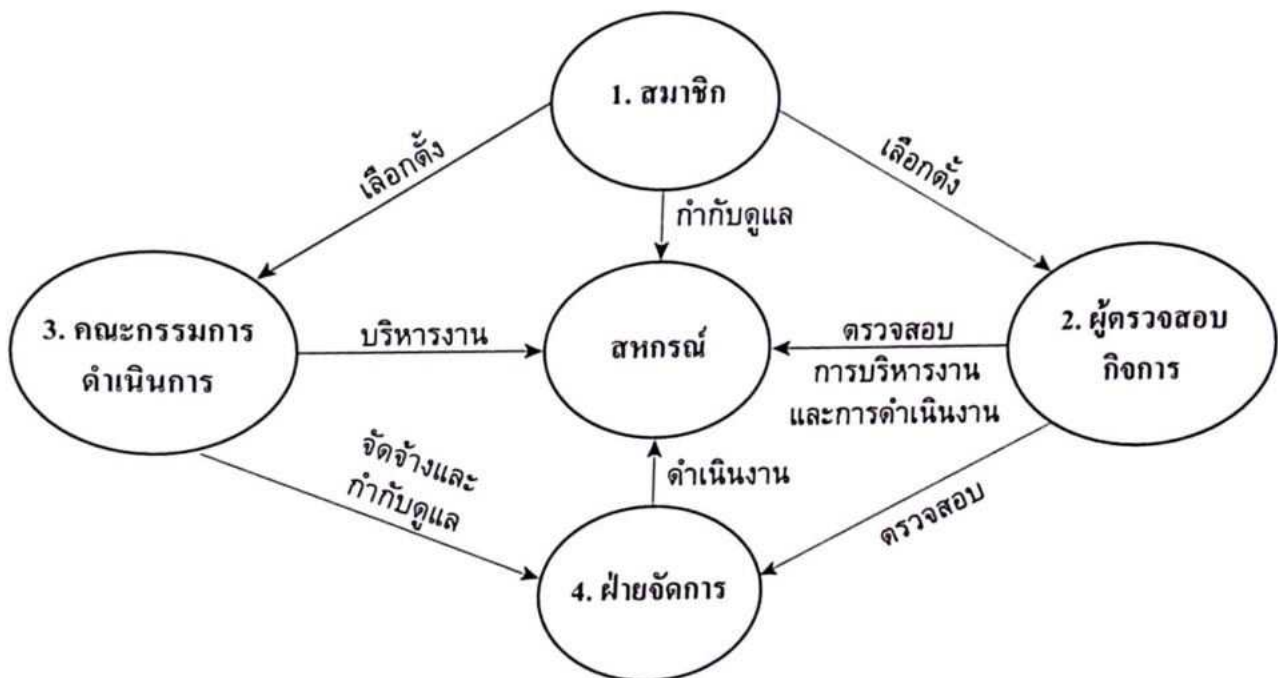 1. สมาชิก
เลือกตั้ง
เลือกตั้ง
กำกับดูแล
3. คณะกรรมการ
ดำเนินการ
บริหารงาน
สหกรณ์
ตรวจสอบ
การบริหารงาน
และการดำเนินงาน
2. ผู้ตรวจสอบ
กิจการ
จัดจ้างและ
กำกับดูแล
ดำเนินงาน
ตรวจสอบ
4. ฝ่ายจัดการ